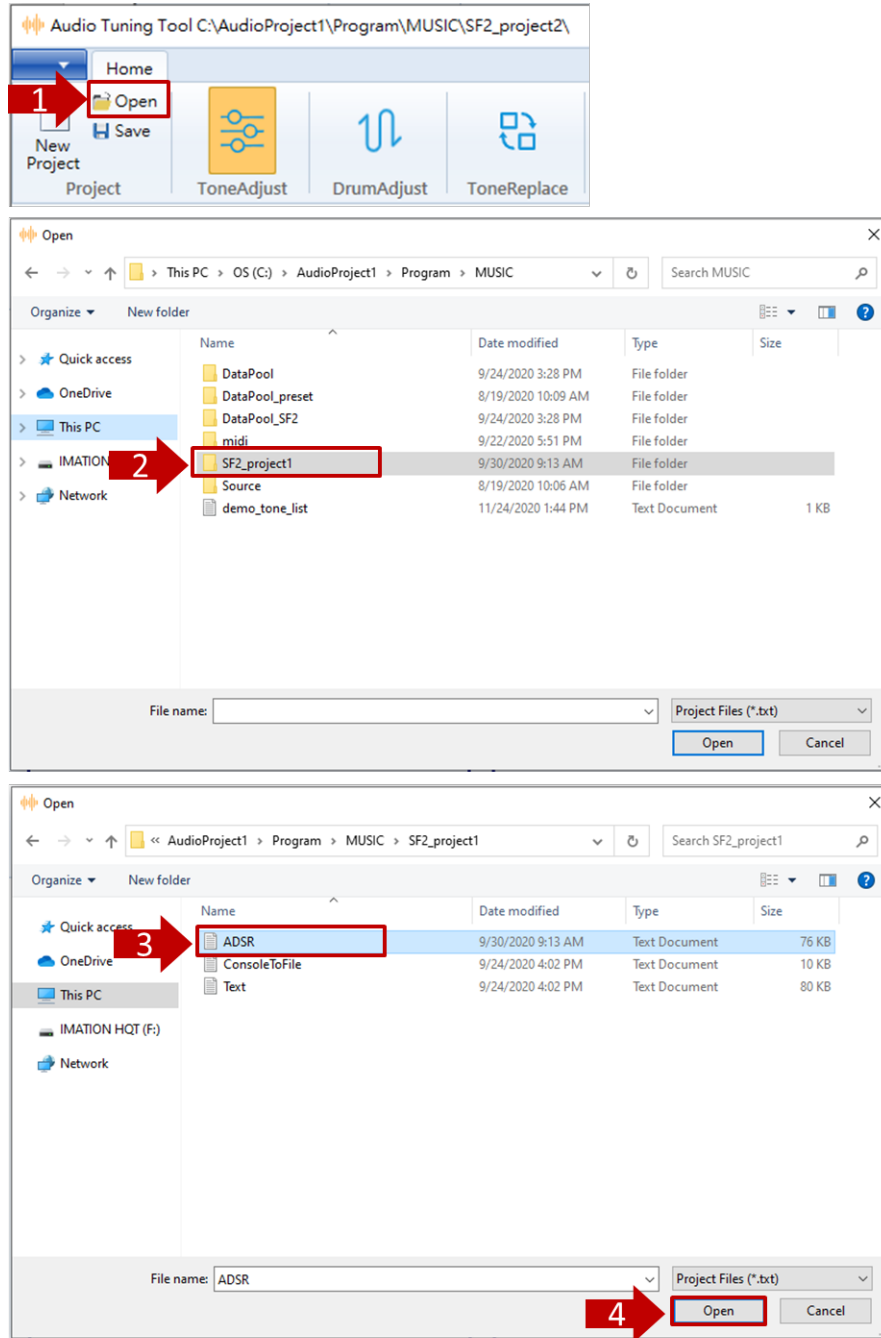 Audio Tuning Tool C:\AudioProject1\Program\MUSIC\SF2_project2\
Home
1
Open
Save
New
Project
Project
ToneAdjust
DrumAdjust
ToneReplace
Open
This PC > OS (C:) > AudioProject1 > Program > MUSIC
Search MUSIC
Organize
New folder
Name Date modified Type Size
Quick access
OneDrive
This PC
IMATION
Network
DataPool 9/24/2020 3:28 PM File folder
DataPool_preset 8/19/2020 10:09 AM File folder
DataPool_SF2 9/24/2020 3:28 PM File folder
midi 9/22/2020 5:51 PM File folder
2
SF2_project1 9/30/2020 9:13 AM File folder
Source 8/19/2020 10:06 AM File folder
demo_tone_list 11/24/2020 1:44 PM Text Document 1 KB
File name:
Project Files (*.txt)
Open
Cancel
Open
« AudioProject1 > Program > MUSIC > SF2_project1
Search SF2_project1
Organize
New folder
Name Date modified Type Size
Quick access
OneDrive
This PC
IMATION HQT (F:)
Network
3
ADSR 9/30/2020 9:13 AM Text Document 76 KB
ConsoleToFile 9/24/2020 4:02 PM Text Document 10 KB
Text 9/24/2020 4:02 PM Text Document 80 KB
File name: ADSR
Project Files (*.txt)
4
Open
Cancel